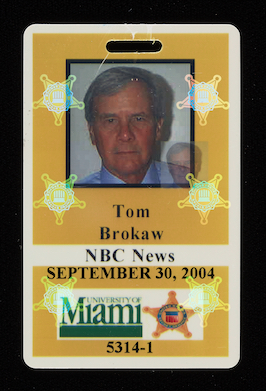 Tom
Brokaw
NBC News
SEPTEMBER 30, 2004
UNIVERSITY OF
Miami
5314-1